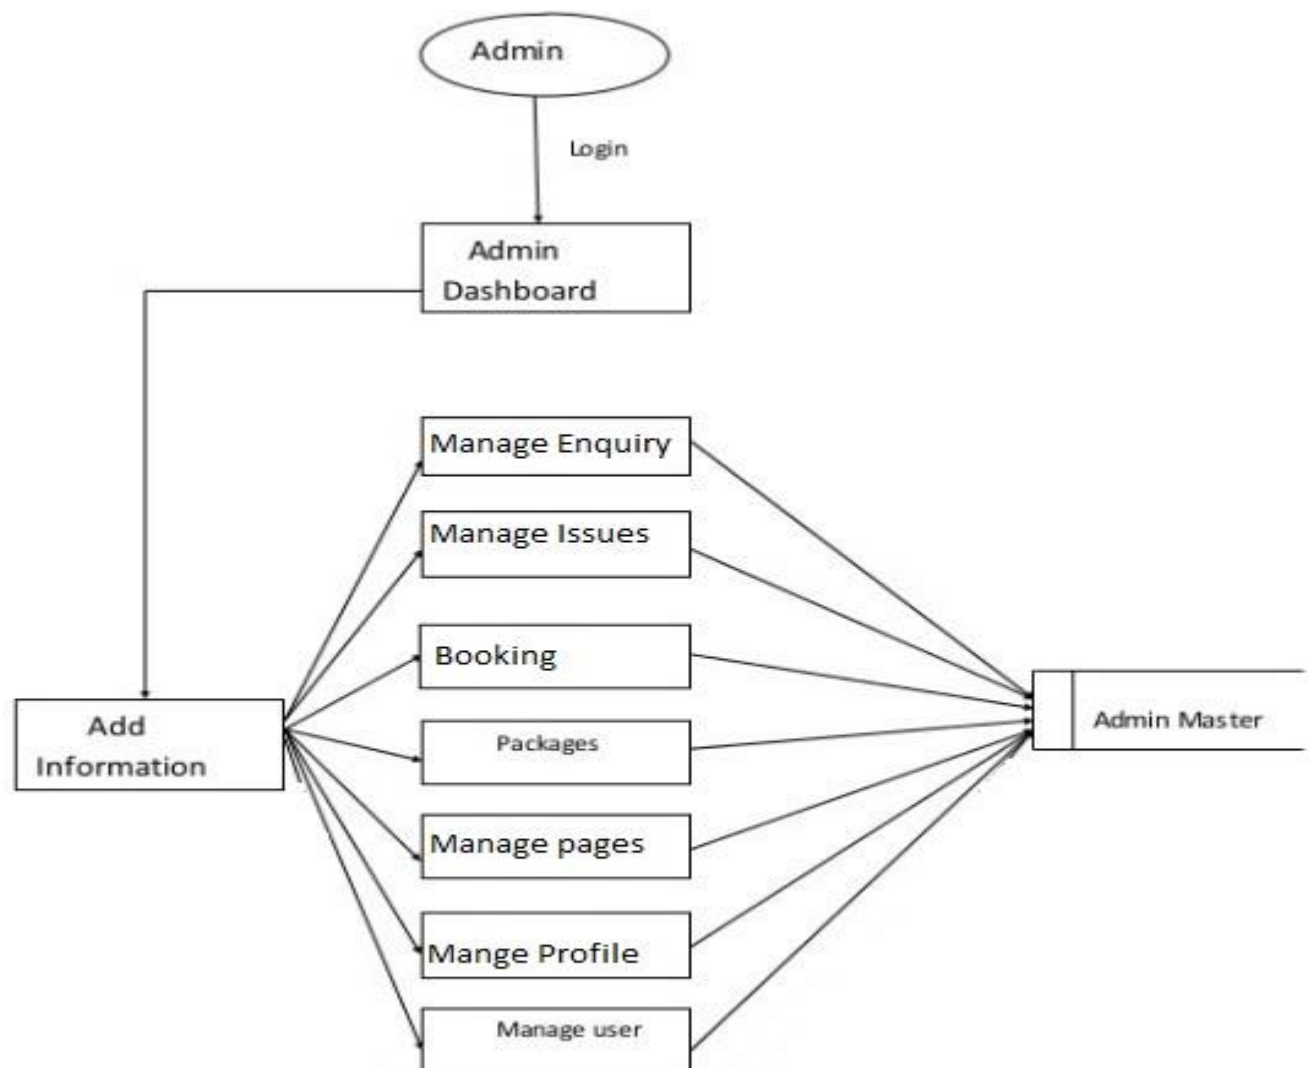 Admin
Login
Admin
Dashboard
Manage Enquiry
Manage Issues
Booking
Packages
Manage pages
Mange Profile
Manage user
Add
Information
Admin Master